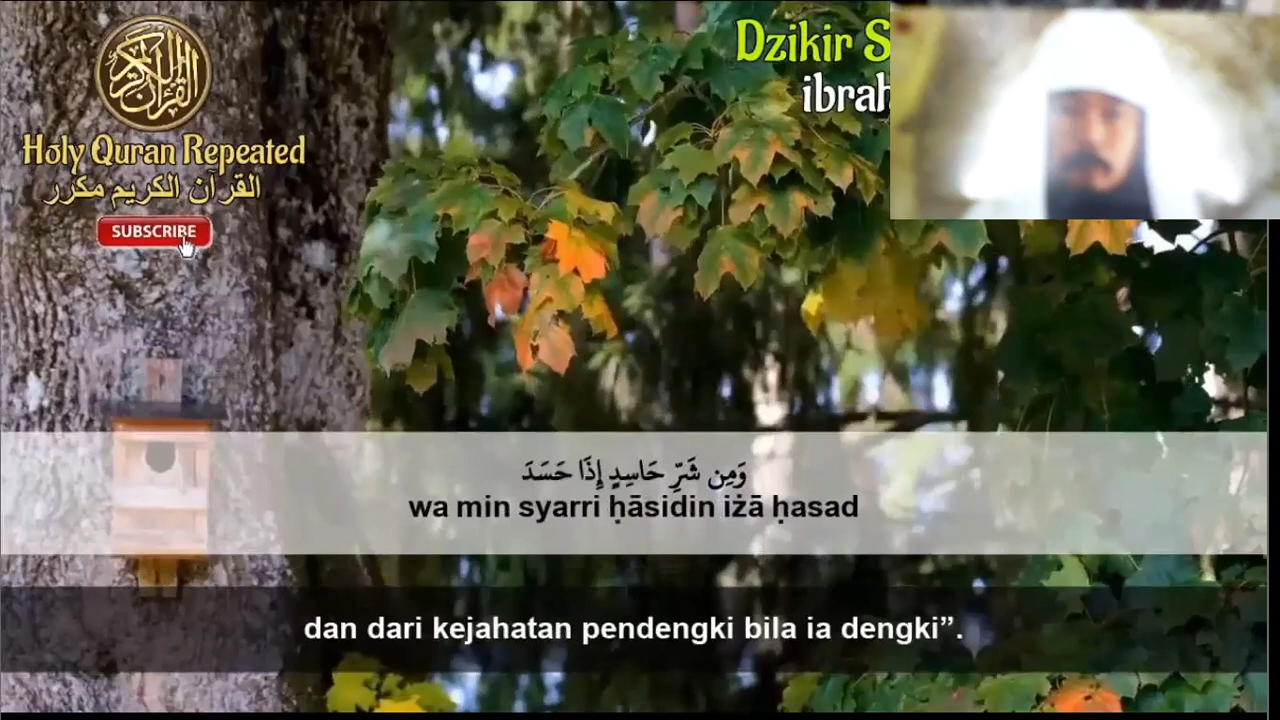 Holy Quran Repeated
القرآن الكريم مكرر
SUBSCRIBE
Dzikir
وَمِن شَرِّ حَاسِدٍ إِذَا حَسَدَ
wa min syarri ḥāsidin iżā ḥasad
dan dari kejahatan pendengki bila ia dengki”.